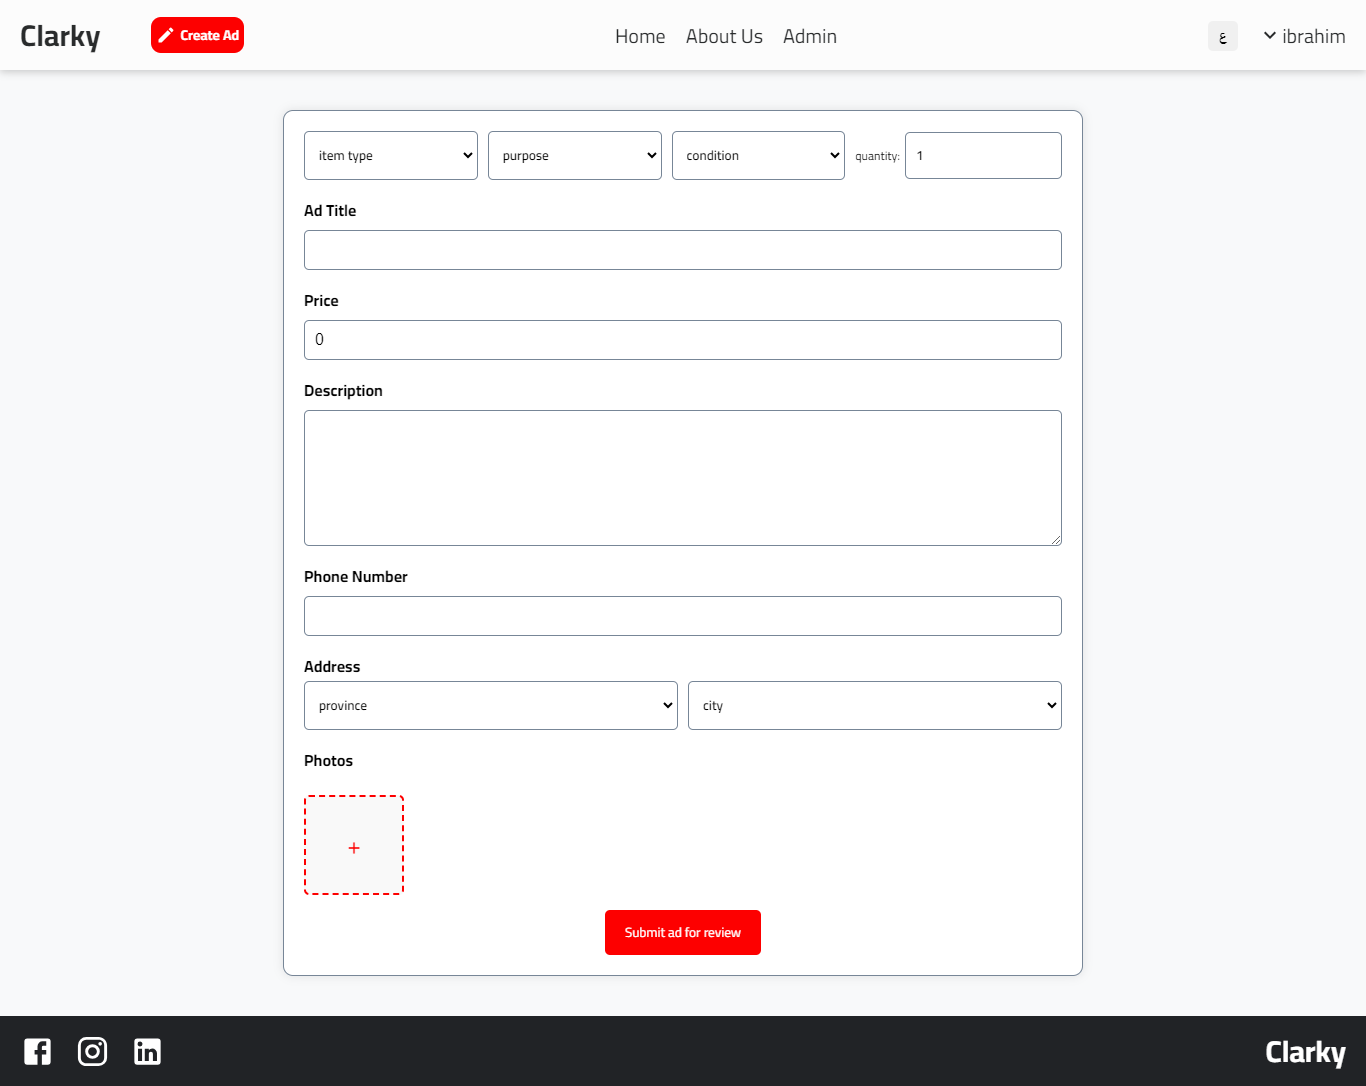 Clarky
Create Ad
Home About Us Admin
ع
ibrahim
item type
purpose
condition
quantity: 1
Ad Title
Price
0
Description
Phone Number
Address
province
city
Photos
+
Submit ad for review
Clarky